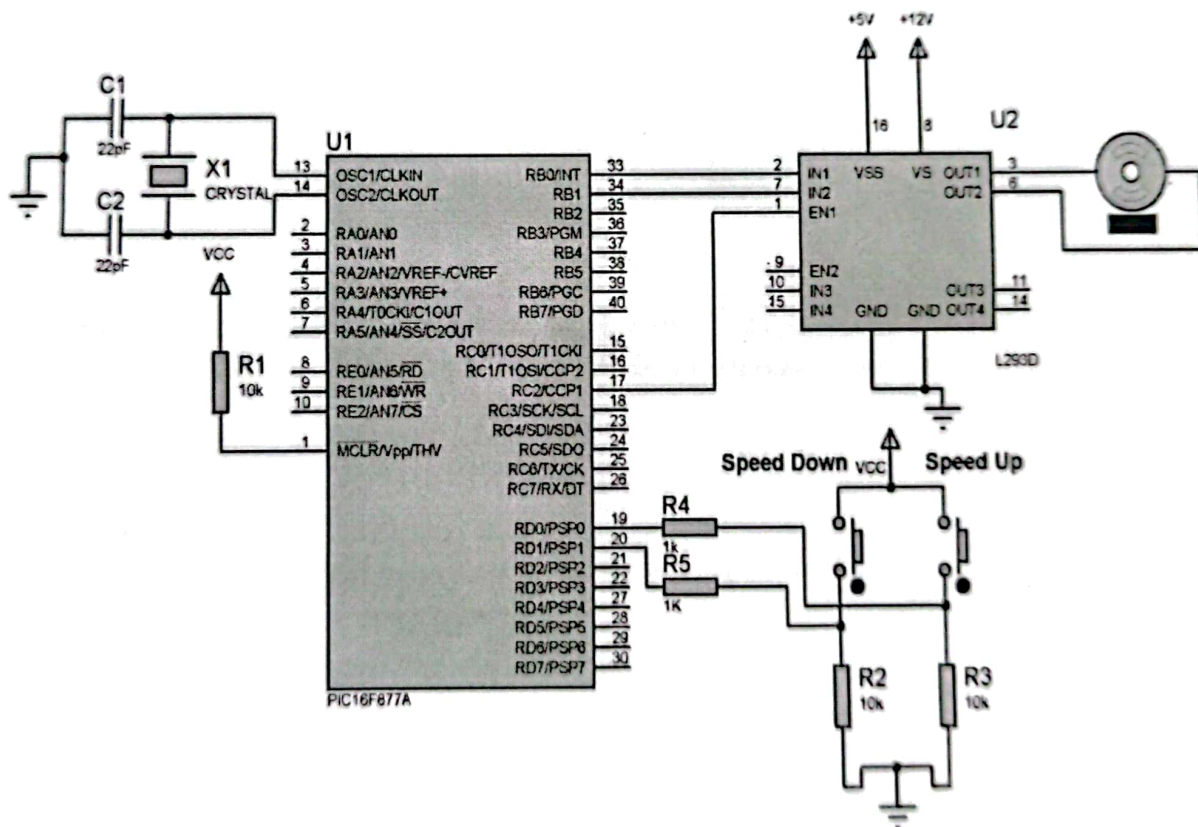 +5V
+12V
C1
22pF
X1
CRYSTAL
C2
22pF
VCC
R1
10k
U1
13 OSC1/CLKIN
14 OSC2/CLKOUT
2 RA0/AN0
3 RA1/AN1
4 RA2/AN2/VREF-/CVREF
5 RA3/AN3/VREF+
6 RA4/T0CKI/C1OUT
7 RA5/AN4/SS/C2OUT
8 RE0/AN5/RD
9 RE1/AN6/WR
10 RE2/AN7/CS
1 MCLR/Vpp/THV
RB0/INT 33
RB1 34
RB2 35
RB3/PGM 36
RB4 37
RB5 38
RB6/PGC 39
RB7/PGD 40
RC0/T1OSO/T1CKI 15
RC1/T1OSI/CCP2 16
RC2/CCP1 17
RC3/SCK/SCL 18
RC4/SDI/SDA 23
RC5/SDO 24
RC6/TX/CK 25
RC7/RX/DT 26
RD0/PSP0 19
RD1/PSP1 20
RD2/PSP2 21
RD3/PSP3 22
RD4/PSP4 27
RD5/PSP5 28
RD6/PSP6 29
RD7/PSP7 30
PIC16F877A
16
8
U2
2 IN1
7 IN2
1 EN1
VSS
VS
OUT1 3
OUT2 6
9 EN2
10 IN3
15 IN4
GND
GND
OUT3 11
OUT4 14
L293D
Speed Down
VCC
Speed Up
R4
1k
R5
1K
R2
10k
R3
10k